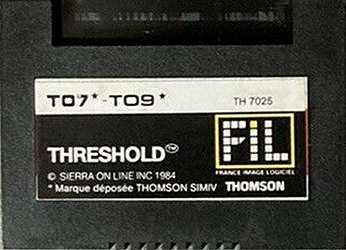 TO7* - TO9* TH 7025
FIL
FRANCE IMAGE LOGICIEL
THRESHOLD™
© SIERRA ON LINE INC 1984
* Marque déposée THOMSON SIMIV THOMSON